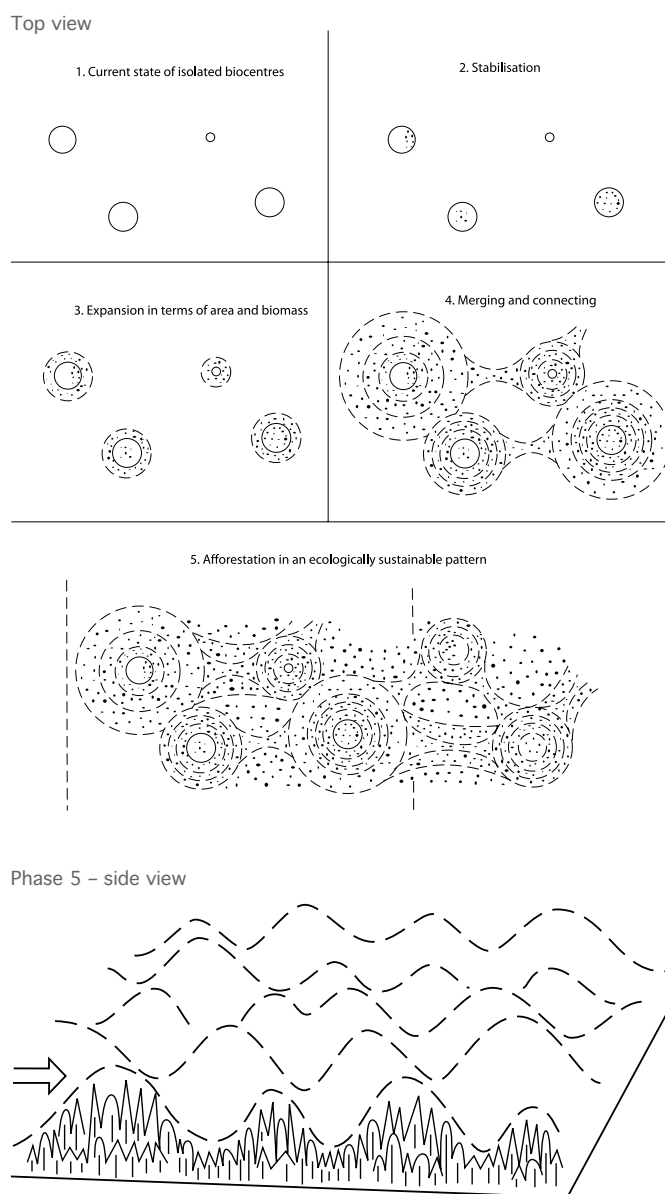 Top view
1. Current state of isolated biocentres
2. Stabilisation
3. Expansion in terms of area and biomass
4. Merging and connecting
5. Afforestation in an ecologically sustainable pattern
Phase 5 – side view